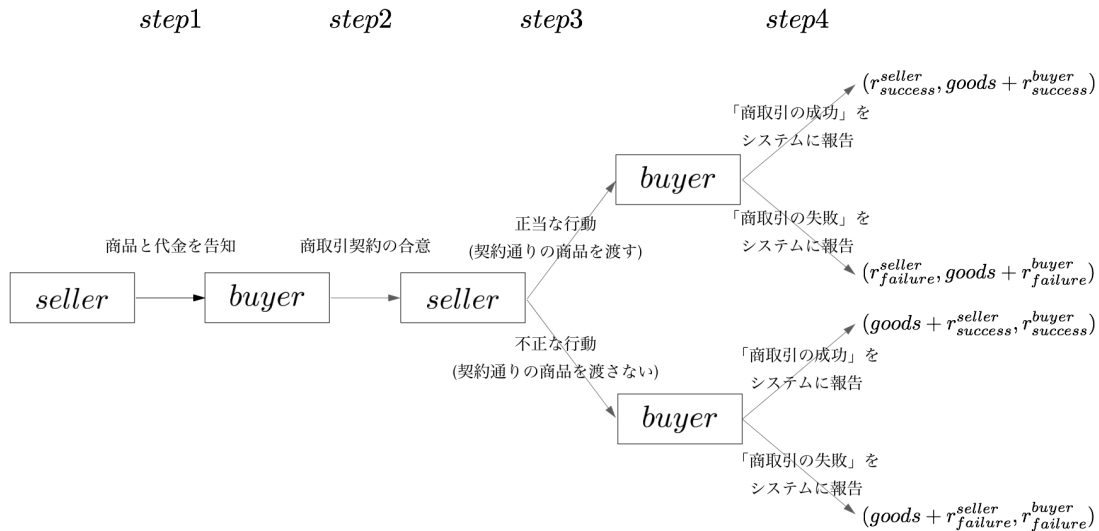 step1
step2
step3
step4
商品と代金を告知
商取引契約の合意
seller
buyer
seller
正当な行動
(契約通りの商品を渡す)
不正な行動
(契約通りの商品を渡さない)
buyer
buyer
「商取引の成功」を
システムに報告
「商取引の失敗」を
システムに報告
「商取引の成功」を
システムに報告
「商取引の失敗」を
システムに報告
(r^{seller}_{success}, goods + r^{buyer}_{success})
(r^{seller}_{failure}, goods + r^{buyer}_{failure})
(goods + r^{seller}_{success}, r^{buyer}_{success})
(goods + r^{seller}_{failure}, r^{buyer}_{failure})